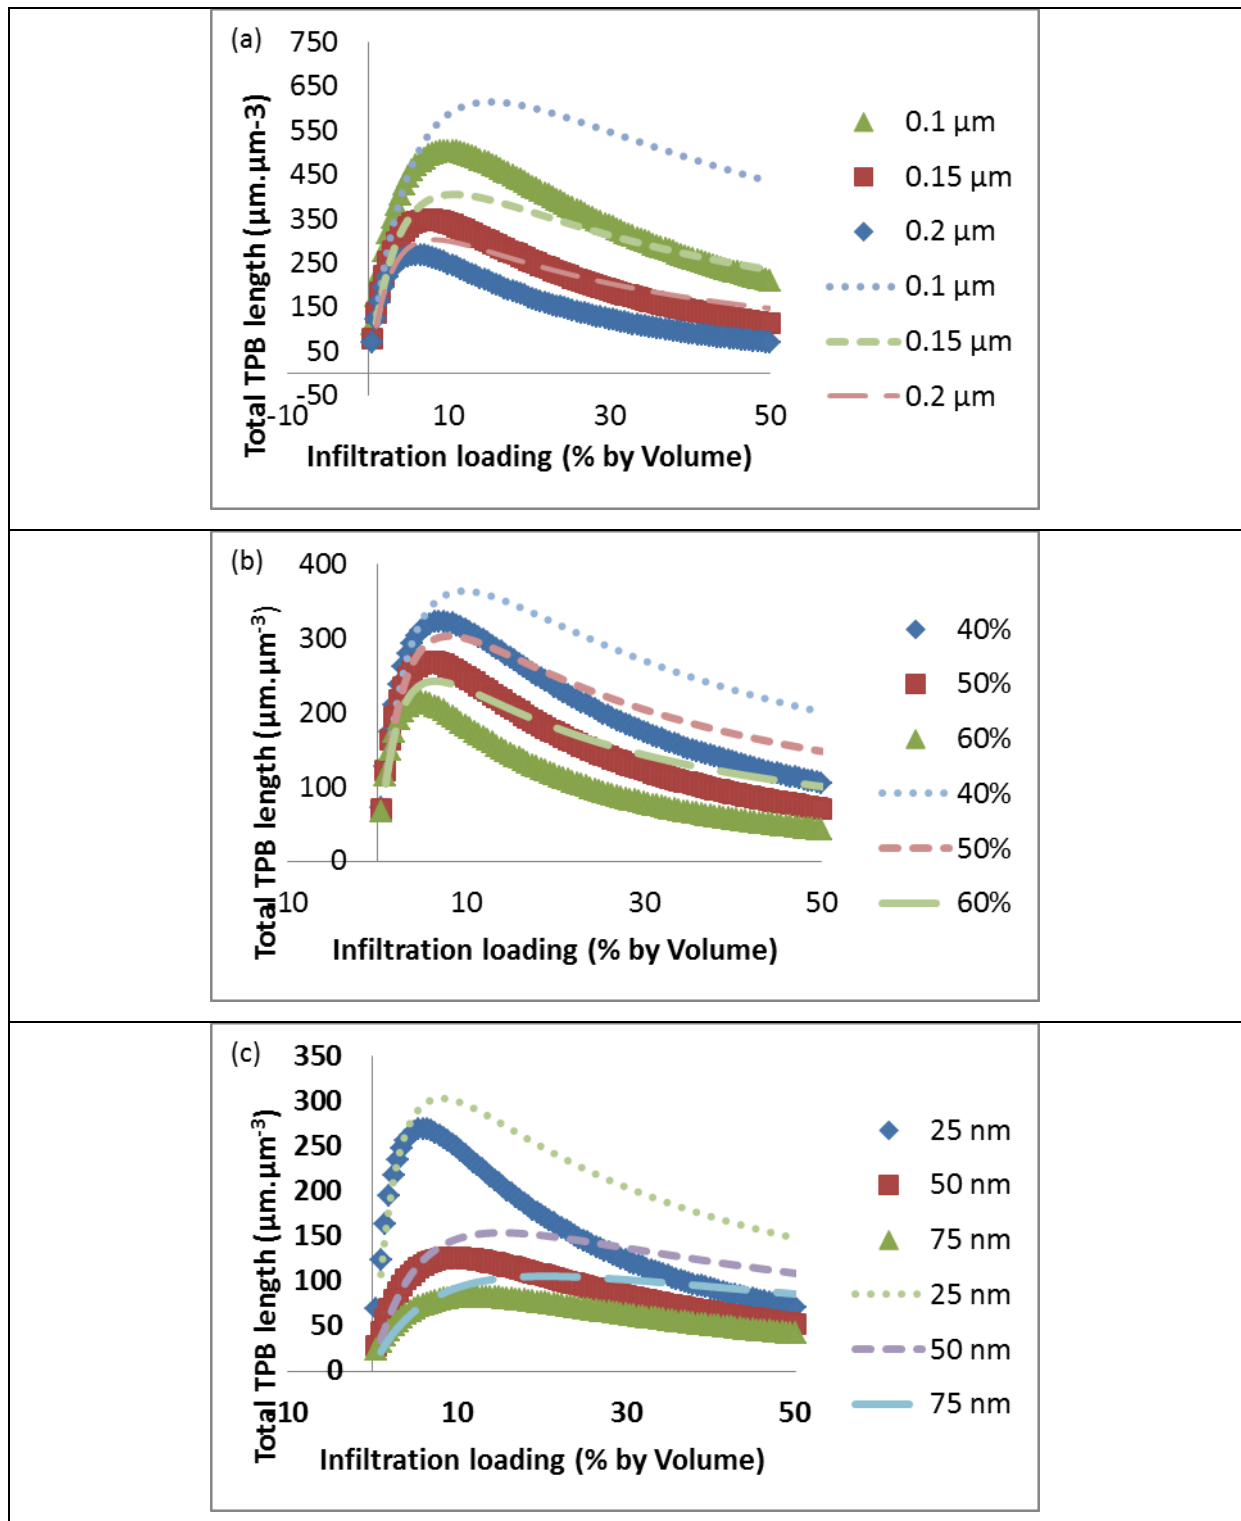 (a)
750
650
550
450
350
250
150
50
-50
Total TPB length (µm.µm-3)
-10
10
30
50
Infiltration loading (% by Volume)
0.1 µm
0.15 µm
0.2 µm
0.1 µm
0.15 µm
0.2 µm
(b)
400
300
200
100
0
Total TPB length (µm.µm⁻³)
10
10
30
50
Infiltration loading (% by Volume)
40%
50%
60%
40%
50%
60%
(c)
350
300
250
200
150
100
50
0
Total TPB length (µm.µm⁻³)
10
10
30
50
Infiltration loading (% by Volume)
25 nm
50 nm
75 nm
25 nm
50 nm
75 nm